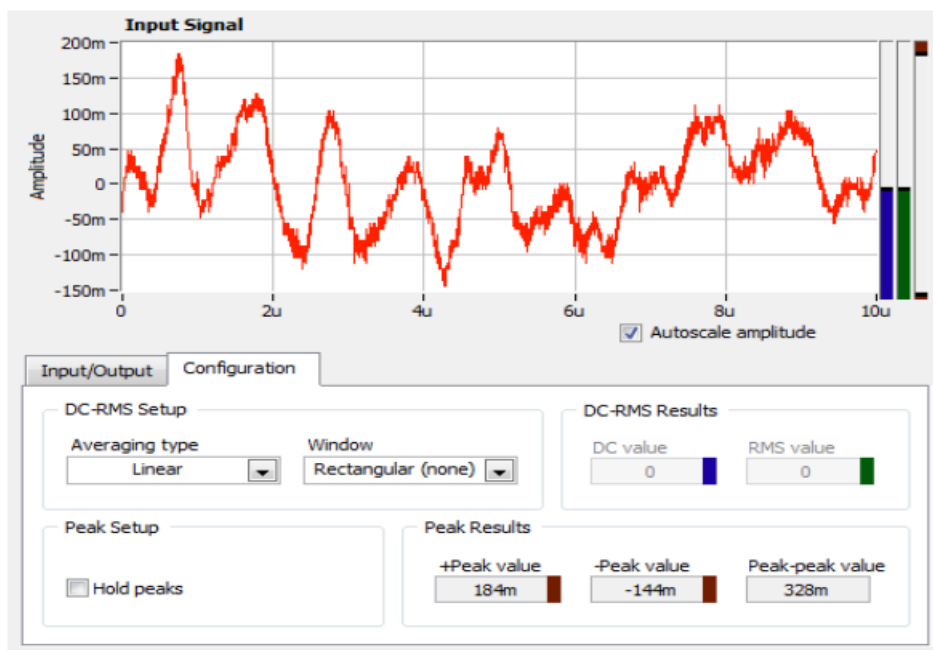 Input Signal
200m
150m
100m
50m
0
-50m
-100m
-150m
Amplitude
0 2u 4u 6u 8u 10u
Autoscale amplitude
Input/Output Configuration
DC-RMS Setup
Averaging type Window
Linear Rectangular (none)
DC-RMS Results
DC value RMS value
0 0
Peak Setup
Hold peaks
Peak Results
+Peak value -Peak value Peak-peak value
184m -144m 328m